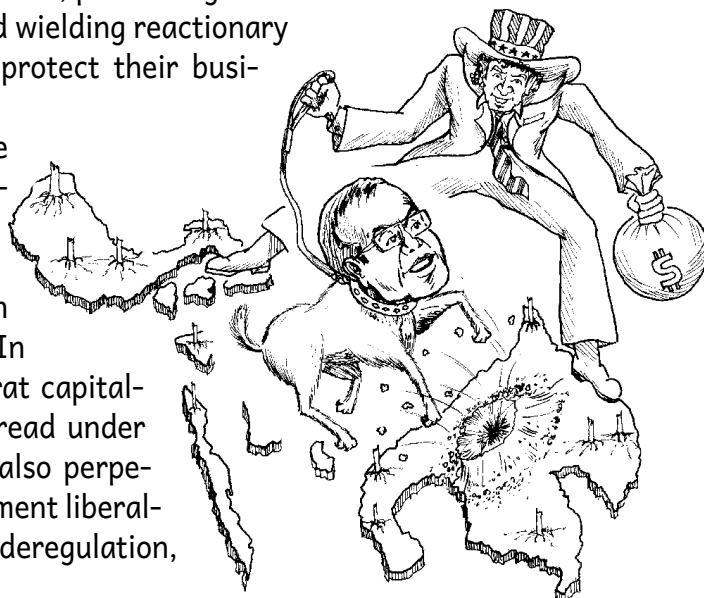 d wielding reactionary
protect their busi-
e
-
n
In
rat capital-
read under
also perpe-
ment liberal-
deregulation,
$